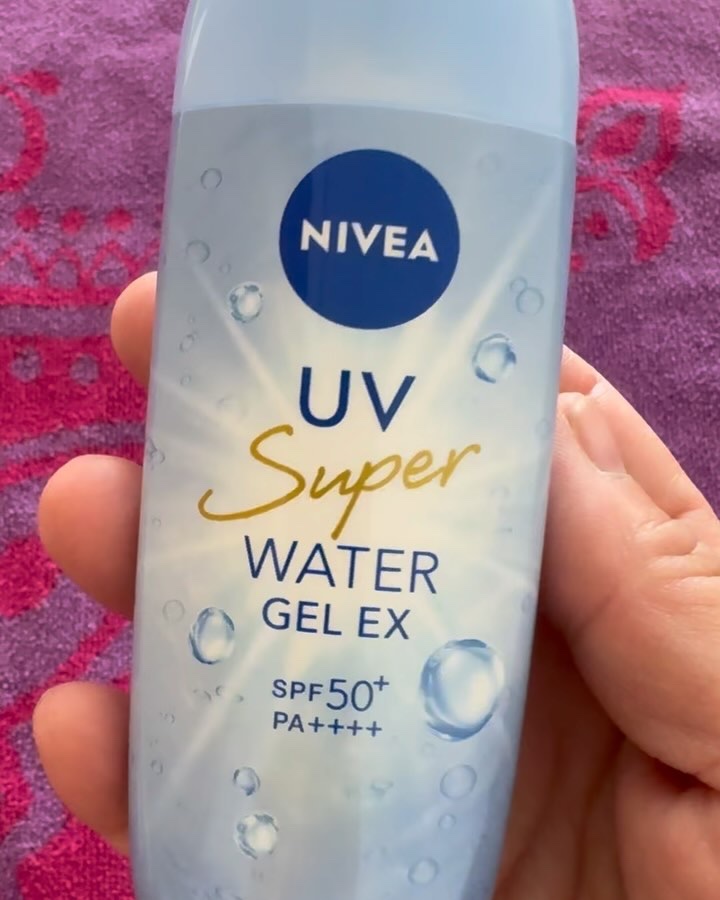 NIVEA
UV
Super
WATER
GEL EX
SPF50+
PA++++